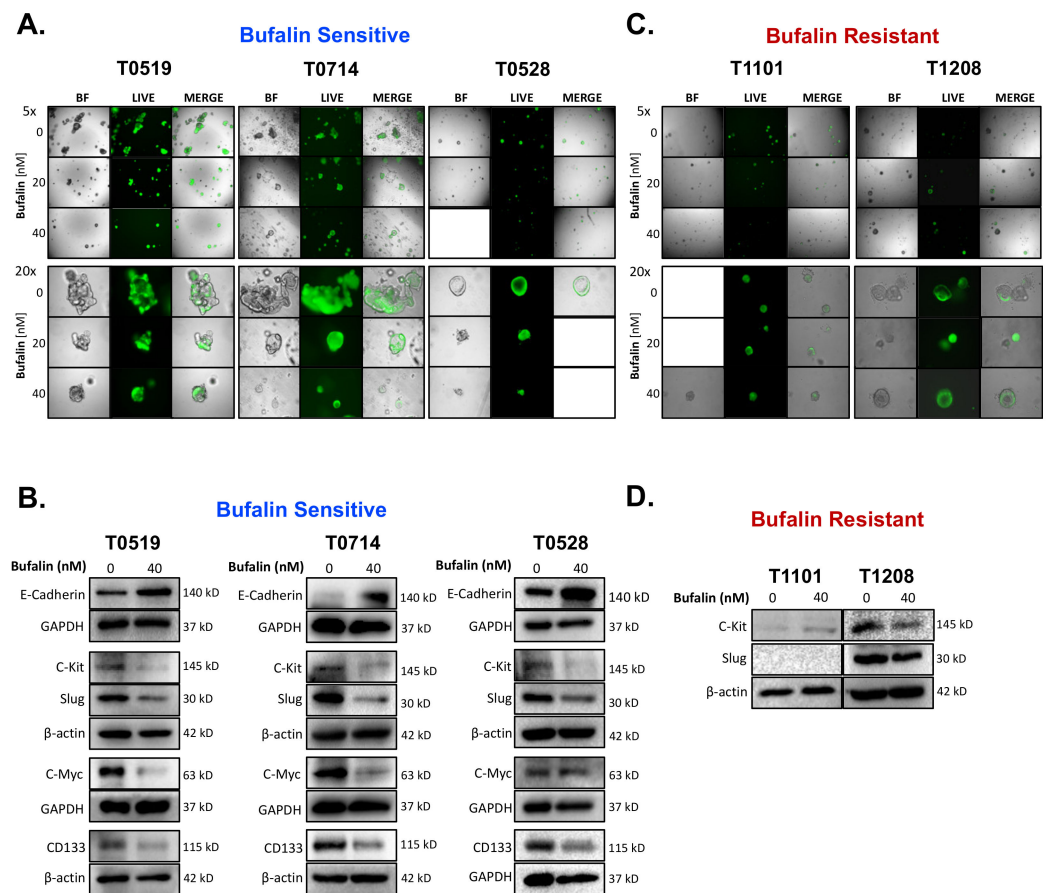 A.
Bufalin Sensitive
T0519 T0714 T0528
BF LIVE MERGE BF LIVE MERGE BF LIVE MERGE
5x
0
20
40
Bufalin [nM]
20x
0
20
40
Bufalin [nM]
C.
Bufalin Resistant
T1101 T1208
BF LIVE MERGE BF LIVE MERGE
5x
0
20
40
Bufalin [nM]
20x
0
20
40
Bufalin [nM]
B.
Bufalin Sensitive
T0519
Bufalin (nM) 0 40
E-Cadherin 140 kD
GAPDH 37 kD
C-Kit 145 kD
Slug 30 kD
β-actin 42 kD
C-Myc 63 kD
GAPDH 37 kD
CD133 115 kD
β-actin 42 kD
T0714
Bufalin (nM) 0 40
E-Cadherin 140 kD
GAPDH 37 kD
C-Kit 145 kD
Slug 30 kD
β-actin 42 kD
C-Myc 63 kD
GAPDH 37 kD
CD133 115 kD
β-actin 42 kD
T0528
Bufalin (nM) 0 40
E-Cadherin 140 kD
GAPDH 37 kD
C-Kit 145 kD
Slug 30 kD
β-actin 42 kD
C-Myc 63 kD
GAPDH 37 kD
CD133 115 kD
GAPDH 37 kD
D.
Bufalin Resistant
T1101 T1208
Bufalin (nM) 0 40 0 40
C-Kit 145 kD
Slug 30 kD
β-actin 42 kD